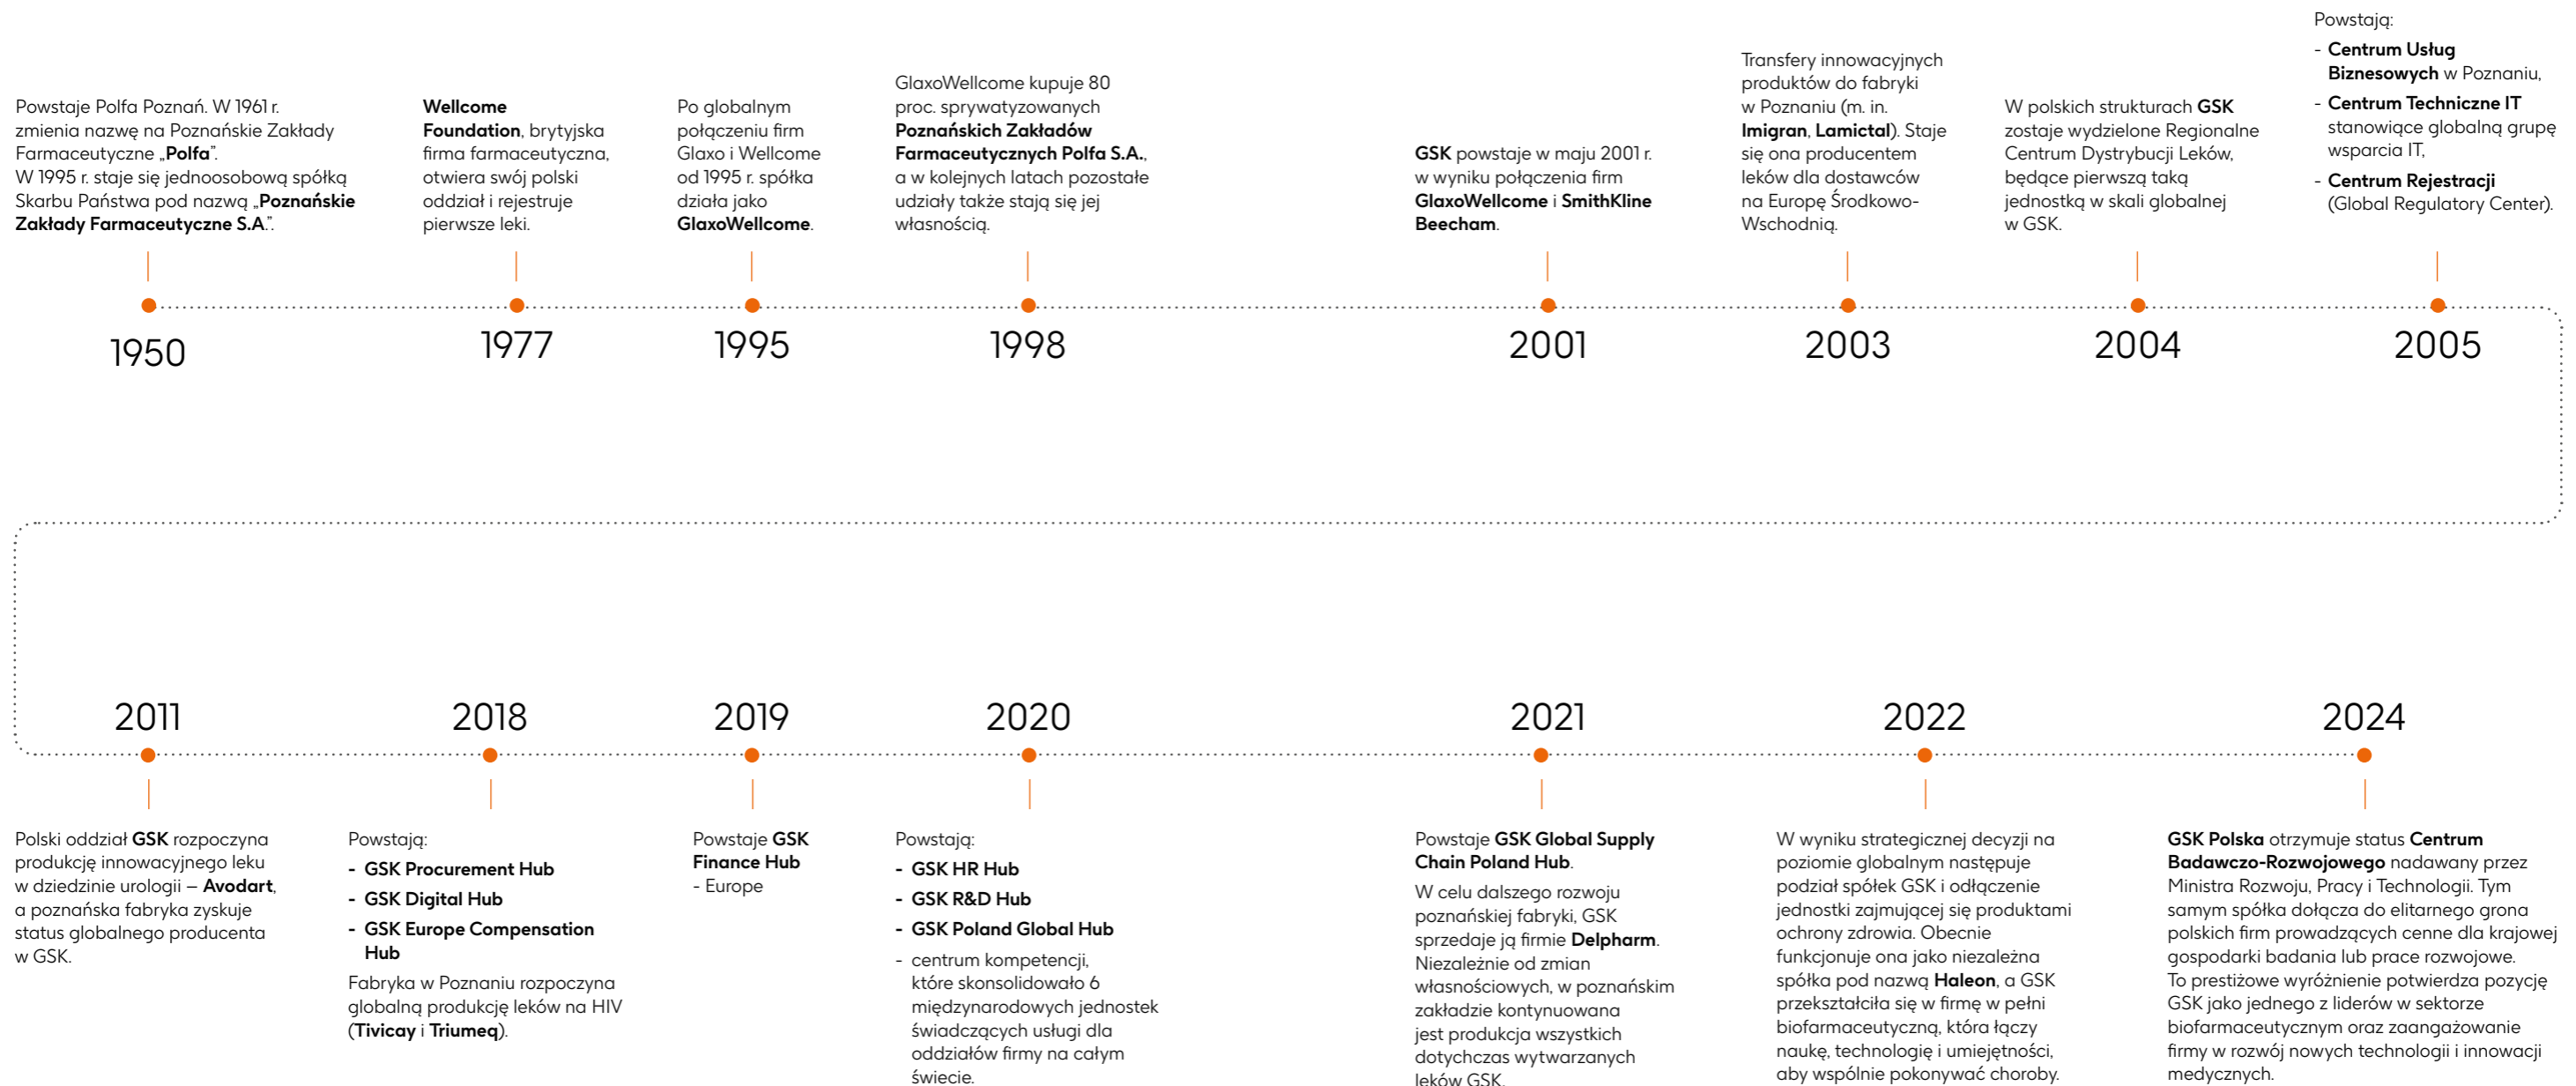 Powstaje Polfa Poznań. W 1961 r.
zmienia nazwę na Poznańskie Zakłady
Farmaceutyczne „Polfa”.
W 1995 r. staje się jednoosobową spółką
Skarbu Państwa pod nazwą „Poznańskie
Zakłady Farmaceutyczne S.A.”.
1950
Wellcome
Foundation, brytyjska
firma farmaceutyczna,
otwiera swój polski
oddział i rejestruje
pierwsze leki.
1977
Po globalnym
połączeniu firm
Glaxo i Wellcome
od 1995 r. spółka
działa jako
GlaxoWellcome.
1995
GlaxoWellcome kupuje 80
proc. sprywatyzowanych
Poznańskich Zakładów
Farmaceutycznych Polfa S.A.,
a w kolejnych latach pozostałe
udziały także stają się jej
własnością.
1998
GSK powstaje w maju 2001 r.
w wyniku połączenia firm
GlaxoWellcome i SmithKline
Beecham.
2001
Transfery innowacyjnych
produktów do fabryki
w Poznaniu (m. in.
Imigran, Lamictal). Staje
się ona producentem
leków dla dostawców
na Europę Środkowo-
Wschodnią.
2003
W polskich strukturach GSK
zostaje wydzielone Regionalne
Centrum Dystrybucji Leków,
będące pierwszą taką
jednostką w skali globalnej
w GSK.
2004
Powstają:
- Centrum Usług
Biznesowych w Poznaniu,
- Centrum Techniczne IT
stanowiące globalną grupę
wsparcia IT,
- Centrum Rejestracji
(Global Regulatory Center).
2005
2011
Polski oddział GSK rozpoczyna
produkcję innowacyjnego leku
w dziedzinie urologii – Avodart,
a poznańska fabryka zyskuje
status globalnego producenta
w GSK.
2018
Powstają:
- GSK Procurement Hub
- GSK Digital Hub
- GSK Europe Compensation
Hub
Fabryka w Poznaniu rozpoczyna
globalną produkcję leków na HIV
(Tivicay i Triumeq).
2019
Powstaje GSK
Finance Hub
- Europe
2020
Powstają:
- GSK HR Hub
- GSK R&D Hub
- GSK Poland Global Hub
- centrum kompetencji,
które skonsolidowało 6
międzynarodowych jednostek
świadczących usługi dla
oddziałów firmy na całym
świecie.
2021
Powstaje GSK Global Supply
Chain Poland Hub.
W celu dalszego rozwoju
poznańskiej fabryki, GSK
sprzedaje ją firmie Delpharm.
Niezależnie od zmian
własnościowych, w poznańskim
zakładzie kontynuowana
jest produkcja wszystkich
dotychczas wytwarzanych
leków GSK.
2022
W wyniku strategicznej decyzji na
poziomie globalnym następuje
podział spółek GSK i odłączenie
jednostki zajmującej się produktami
ochrony zdrowia. Obecnie
funkcjonuje ona jako niezależna
spółka pod nazwą Haleon, a GSK
przekształciła się w firmę w pełni
biofarmaceutyczną, która łączy
naukę, technologię i umiejętności,
aby wspólnie pokonywać choroby.
2024
GSK Polska otrzymuje status Centrum
Badawczo-Rozwojowego nadawany przez
Ministra Rozwoju, Pracy i Technologii. Tym
samym spółka dołącza do elitarnego grona
polskich firm prowadzących cenne dla krajowej
gospodarki badania lub prace rozwojowe.
To prestiżowe wyróżnienie potwierdza pozycję
GSK jako jednego z liderów w sektorze
biofarmaceutycznym oraz zaangażowanie
firmy w rozwój nowych technologii i innowacji
medycznych.